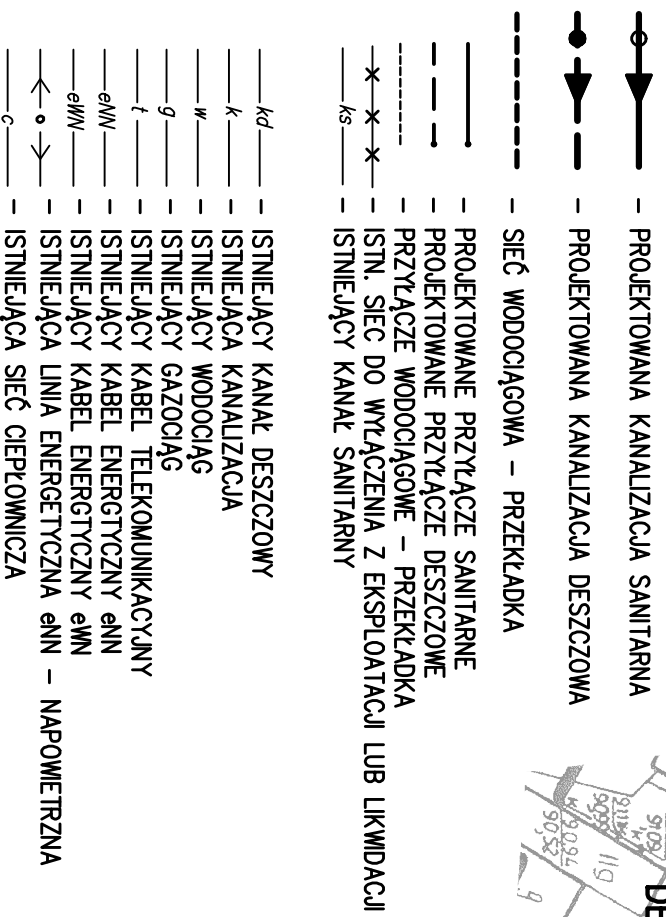 - PROJEKTOWANA KANALIZACJA SANITARNA
- PROJEKTOWANA KANALIZACJA DESZCZOWA
- SIEĆ WODOCIĄGOWA - PRZEKŁADKA
- PROJEKTOWANE PRZYŁĄCZE SANITARNE
- PROJEKTOWANE PRZYŁĄCZE DESZCZOWE
- PRZYŁĄCZE WODOCIĄGOWE - PRZEKŁADKA
- ISTN. SIEC DO WYŁĄCZENIA Z EKSPLOATACJI LUB LIKWIDACJI
ks - ISTNIEJĄCY KANAŁ SANITARNY
kd - ISTNIEJĄCY KANAŁ DESZCZOWY
k - ISTNIEJĄCA KANALIZACJA
w - ISTNIEJĄCY WODOCIĄG
g - ISTNIEJĄCY GAZOCIĄG
t - ISTNIEJĄCY KABEL TELEKOMUNIKACYJNY
eNN - ISTNIEJĄCY KABEL ENERGTYCZNY eNN
eWN - ISTNIEJĄCY KABEL ENERGTYCZNY eWN
- ISTNIEJĄCA LINIA ENERGETYCZNA eNN - NAPOWIETRZNA
c - ISTNIEJĄCA SIEĆ CIEPŁOWNICZA